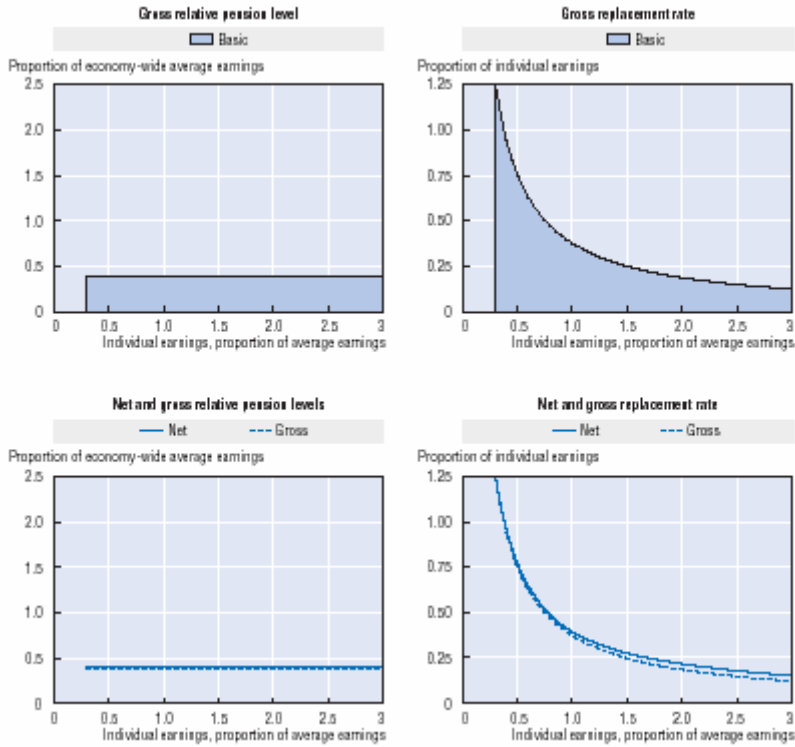 Gross relative pension level
Basic
Proportion of economy-wide average earnings
2.5
2.0
1.5
1.0
0.5
0
0 0.5 1.0 1.5 2.0 2.5 3
Individual earnings, proportion of average earnings
Gross replacement rate
Basic
Proportion of individual earnings
1.25
1.00
0.75
0.50
0.25
0
0 0.5 1.0 1.5 2.0 2.5 3
Individual earnings, proportion of average earnings
Net and gross relative pension levels
Net Gross
Proportion of economy-wide average earnings
2.5
2.0
1.5
1.0
0.5
0
0 0.5 1.0 1.5 2.0 2.5 3
Individual earnings, proportion of average earnings
Net and gross replacement rate
Net Gross
Proportion of individual earnings
1.25
1.00
0.75
0.50
0.25
0
0 0.5 1.0 1.5 2.0 2.5 3
Individual earnings, proportion of average earnings